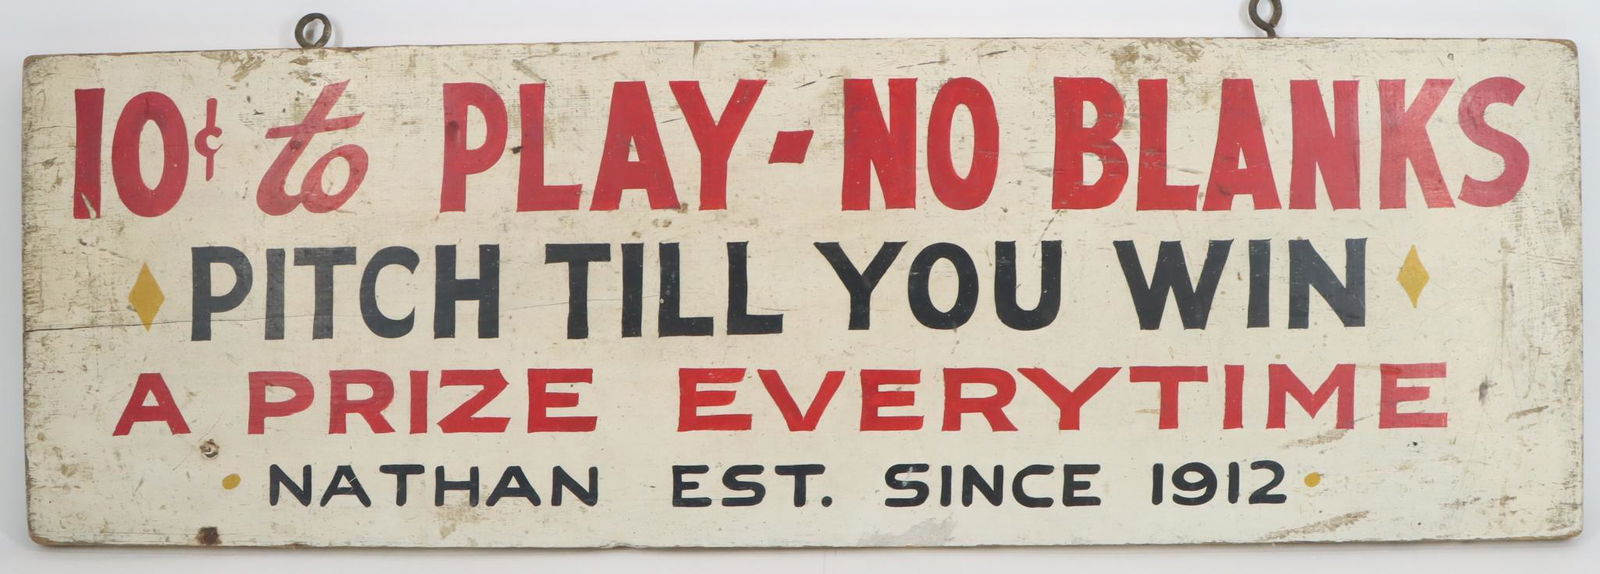 10¢ to PLAY-NO BLANKS
PITCH TILL YOU WIN
A PRIZE EVERYTIME
NATHAN EST. SINCE 1912